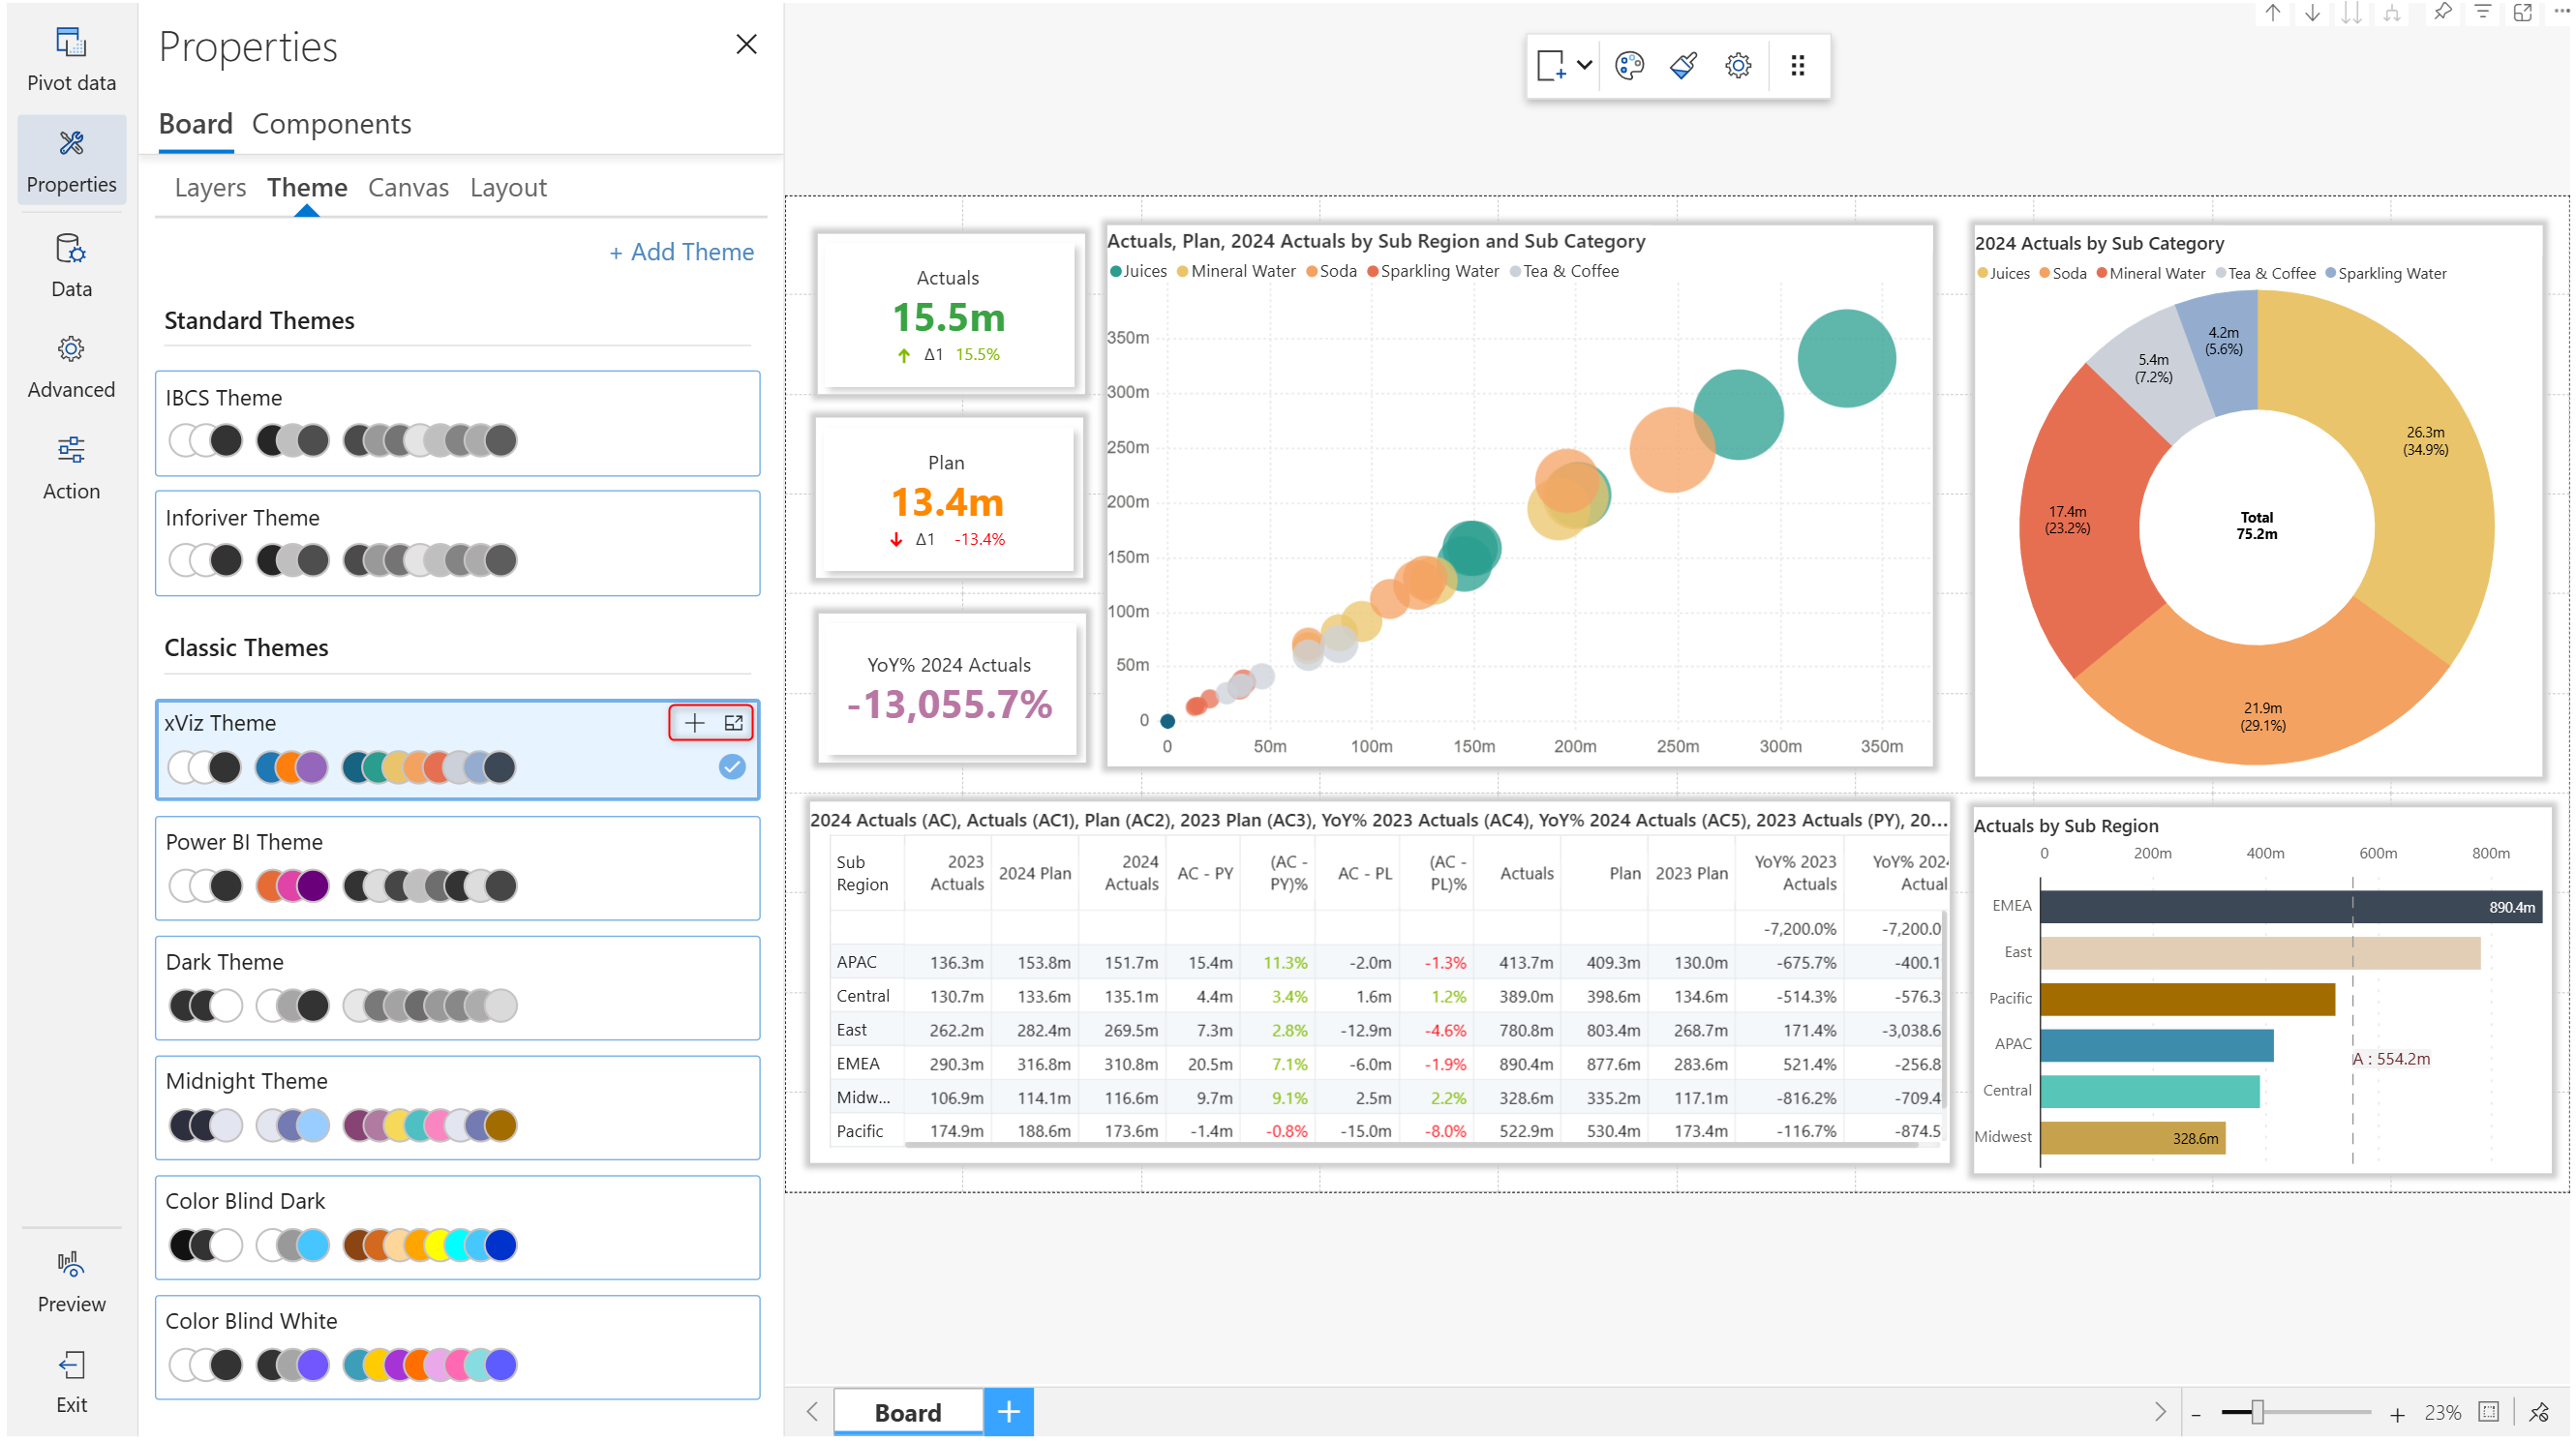 Pivot data
Properties
Data
Advanced
Action
Preview
Exit
Properties
Board Components
Layers Theme Canvas Layout
+ Add Theme
Standard Themes
IBCS Theme
Inforiver Theme
Classic Themes
xViz Theme
Power BI Theme
Dark Theme
Midnight Theme
Color Blind Dark
Color Blind White
Actuals
15.5m
Δ1 15.5%
Plan
13.4m
Δ1 -13.4%
YoY% 2024 Actuals
-13,055.7%
Actuals, Plan, 2024 Actuals by Sub Region and Sub Category
Juices Mineral Water Soda Sparkling Water Tea & Coffee
350m
300m
250m
200m
150m
100m
50m
0
0 50m 100m 150m 200m 250m 300m 350m
2024 Actuals by Sub Category
Juices Soda Mineral Water Tea & Coffee Sparkling Water
4.2m
(5.6%)
5.4m
(7.2%)
26.3m
(34.9%)
17.4m
(23.2%)
Total
75.2m
21.9m
(29.1%)
2024 Actuals (AC), Actuals (AC1), Plan (AC2), 2023 Plan (AC3), YoY% 2023 Actuals (AC4), YoY% 2024 Actuals (AC5), 2023 Actuals (PY), 20...
Sub Region 2023 Actuals 2024 Plan 2024 Actuals AC - PY (AC - PY)% AC - PL (AC - PL)% Actuals Plan 2023 Plan YoY% 2023 Actuals YoY% 202 Actual
-7,200.0% -7,200.0
APAC 136.3m 153.8m 151.7m 15.4m 11.3% -2.0m -1.3% 413.7m 409.3m 130.0m -675.7% -400.1
Central 130.7m 133.6m 135.1m 4.4m 3.4% 1.6m 1.2% 389.0m 398.6m 134.6m -514.3% -576.3
East 262.2m 282.4m 269.5m 7.3m 2.8% -12.9m -4.6% 780.8m 803.4m 268.7m 171.4% -3,038.6
EMEA 290.3m 316.8m 310.8m 20.5m 7.1% -6.0m -1.9% 890.4m 877.6m 283.6m 521.4% -256.8
Midw... 106.9m 114.1m 116.6m 9.7m 9.1% 2.5m 2.2% 328.6m 335.2m 117.1m -816.2% -709.4
Pacific 174.9m 188.6m 173.6m -1.4m -0.8% -15.0m -8.0% 522.9m 530.4m 173.4m -116.7% -874.5
Actuals by Sub Region
0 200m 400m 600m 800m
EMEA 890.4m
East
Pacific
APAC
A : 554.2m
Central
Midwest 328.6m
Board
- + 23%